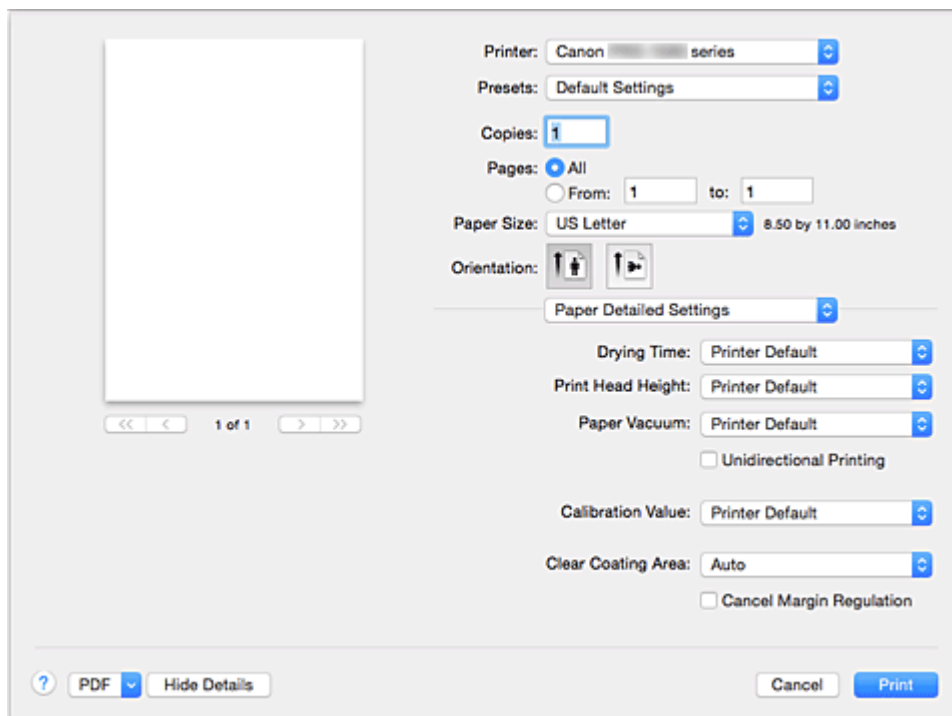 Printer: Canon series
Presets: Default Settings
Copies: 1
Pages: All
From: 1 to: 1
Paper Size: US Letter 8.50 by 11.00 inches
Orientation:
Paper Detailed Settings
Drying Time: Printer Default
Print Head Height: Printer Default
1 of 1
Paper Vacuum: Printer Default
Unidirectional Printing
Calibration Value: Printer Default
Clear Coating Area: Auto
Cancel Margin Regulation
? PDF Hide Details Cancel Print